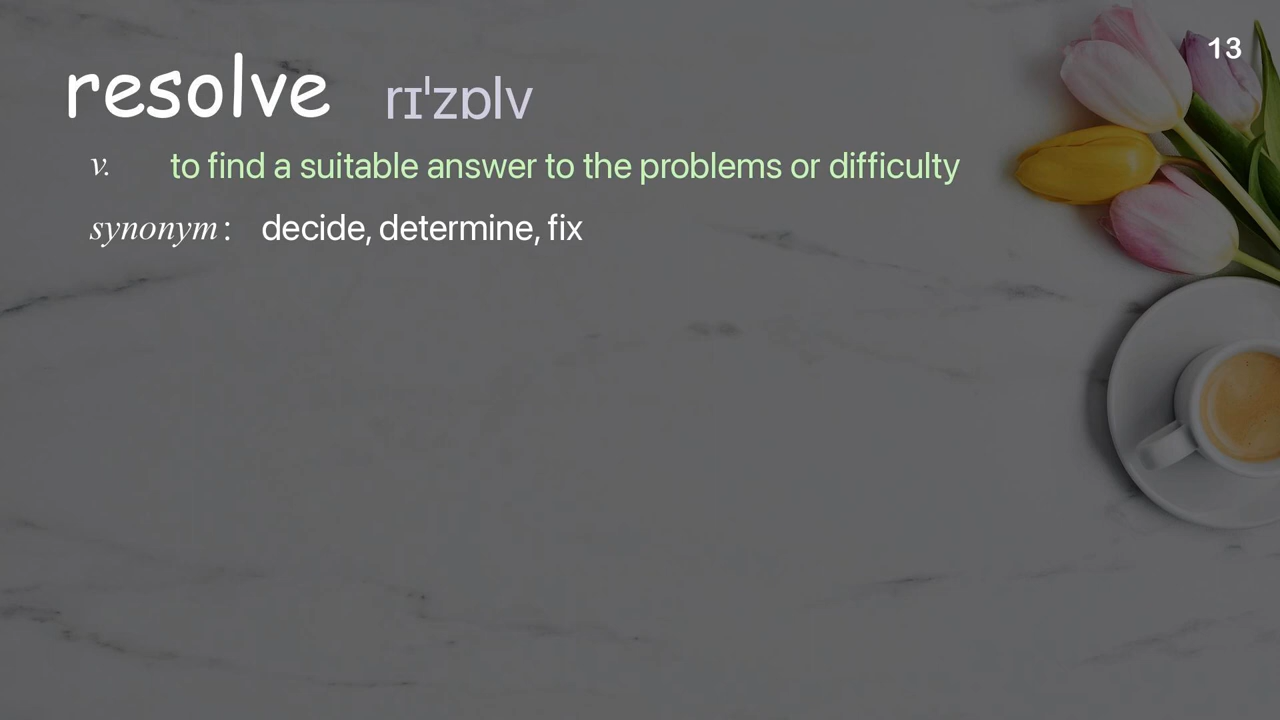 13
resolve rɪˈzɒlv
v. to find a suitable answer to the problems or difficulty
synonym : decide, determine, fix